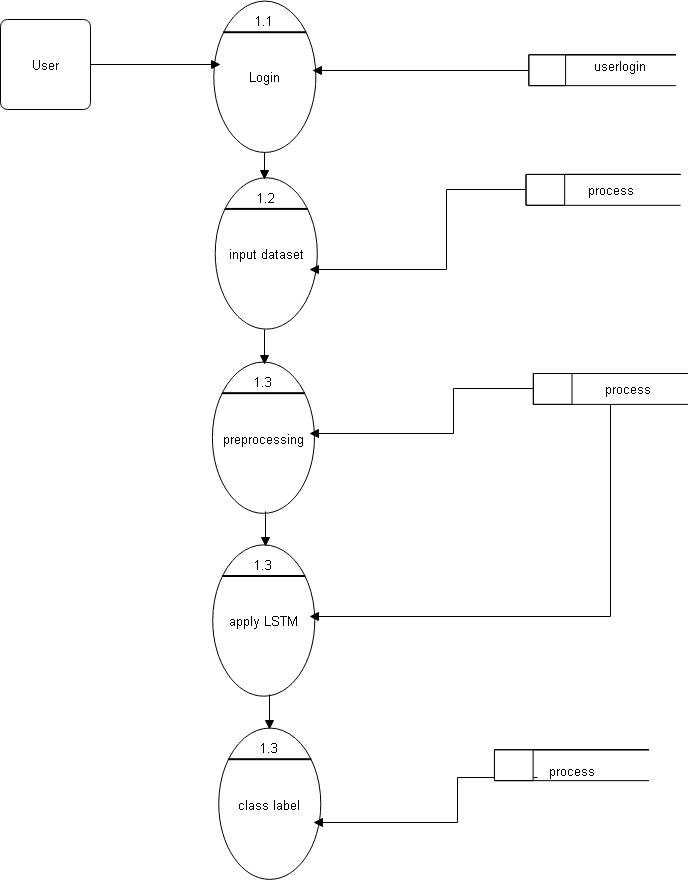 1.1
User
Login
userlogin
1.2
process
input dataset
1.3
process
preprocessing
1.3
apply LSTM
1.3
process
class label